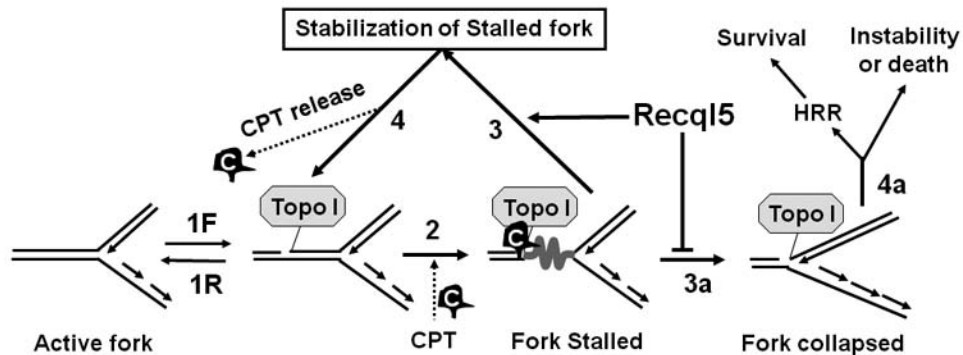 Stabilization of Stalled fork
Survival
Instability
or death
CPT release
4
3
Recql5
HRR
C
4a
Topo I
Topo I
Topo I
1F
2
C
1R
3a
C
CPT
Active fork
Fork Stalled
Fork collapsed